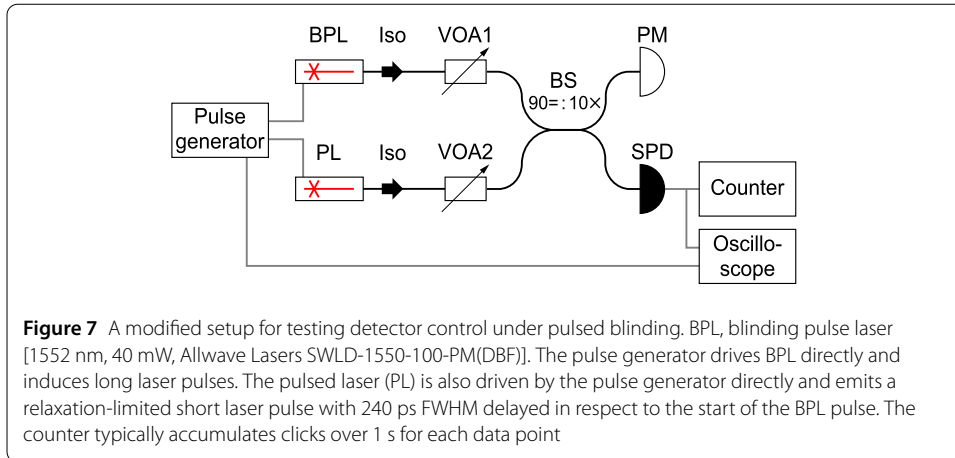 BPL Iso VOA1 PM
BS
90=:10×
Pulse
generator
PL Iso VOA2 SPD
Counter
Oscillo-
scope
Figure 7 A modified setup for testing detector control under pulsed blinding. BPL, blinding pulse laser
[1552 nm, 40 mW, Allwave Lasers SWLD-1550-100-PM(DBF)]. The pulse generator drives BPL directly and
induces long laser pulses. The pulsed laser (PL) is also driven by the pulse generator directly and emits a
relaxation-limited short laser pulse with 240 ps FWHM delayed in respect to the start of the BPL pulse. The
counter typically accumulates clicks over 1 s for each data point